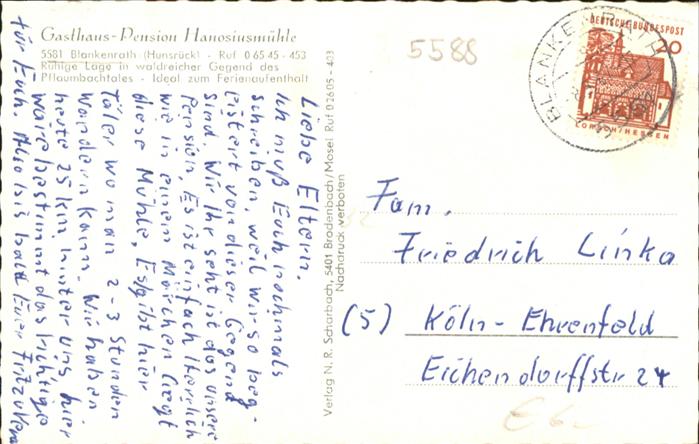 Gasthaus-Pension Hanosiusmühle
5581 Blankenrath (Hunsrück) - Ruf 0 65 45 - 453
Ruhige Lage in waldreicher Gegend des
Pflaumbachtales - Ideal zum Ferienaufenthalt
Liebe Eltern.
Ich muß Euch nochmals
schreiben, weil wir so beg-
eistert von dieser Gegend
sind. Wie Ihr seht ist das unsere
Pension. Es ist einfach herrlich
wie in einem Märchen liegt
diese Mühle. Es gibt hier
Täler wo man 2-3 Stunden
wandern kann. Wir haben
heute 25 km hinter uns, hier
wäre bestimmt das richtige
für Euch. Also bis bald Euer
Verlag N. R. Scharbach, 5401 Brodenbach/Mosel Ruf 02605-403
Nachdruck verboten
5588
DEUTSCHE BUNDESPOST
20
LORSCH/HESSEN
BLANKENRATH
Fam.
Friedrich Linka
(5) Köln-Ehrenfeld
Eichendorffstr 24